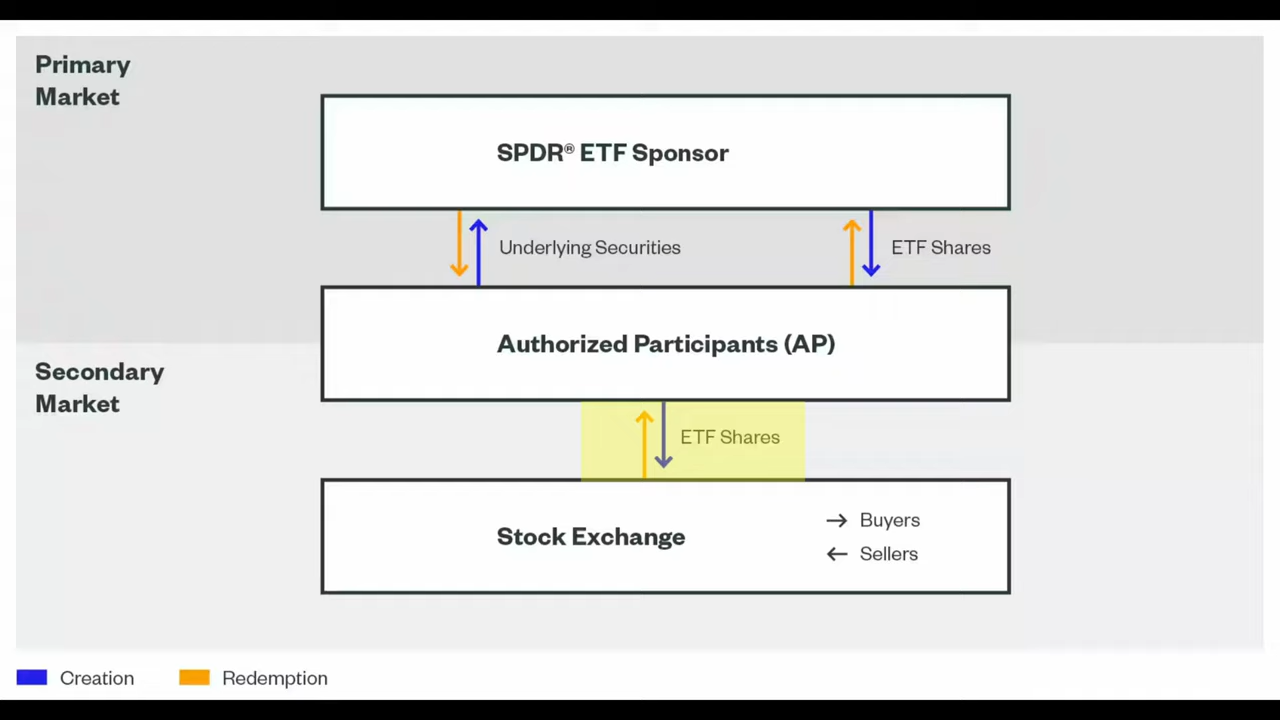 Primary
Market
SPDR® ETF Sponsor
Underlying Securities
ETF Shares
Authorized Participants (AP)
Secondary
Market
ETF Shares
Stock Exchange
→ Buyers
← Sellers
Creation
Redemption